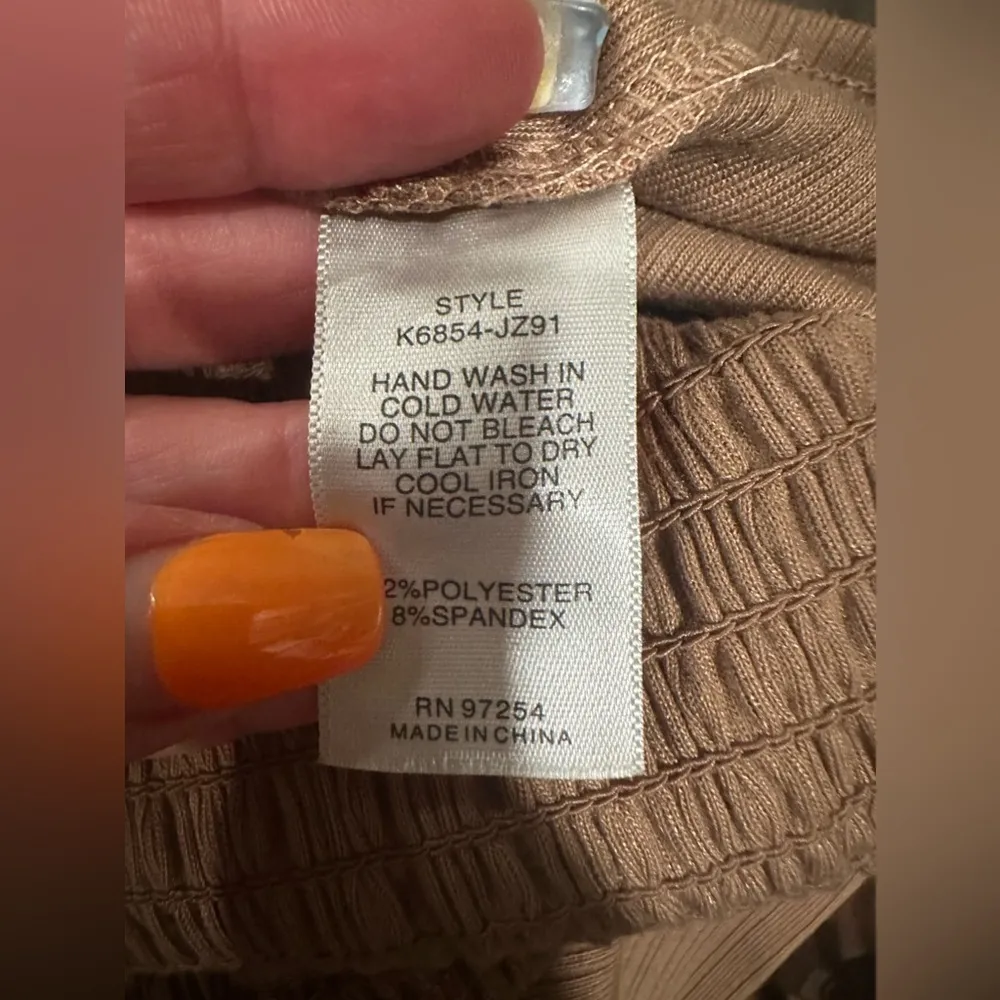 STYLE
K6854-JZ91
HAND WASH IN
COLD WATER
DO NOT BLEACH
LAY FLAT TO DRY
COOL IRON
IF NECESSARY
2%POLYESTER
8%SPANDEX
RN 97254
MADE IN CHINA